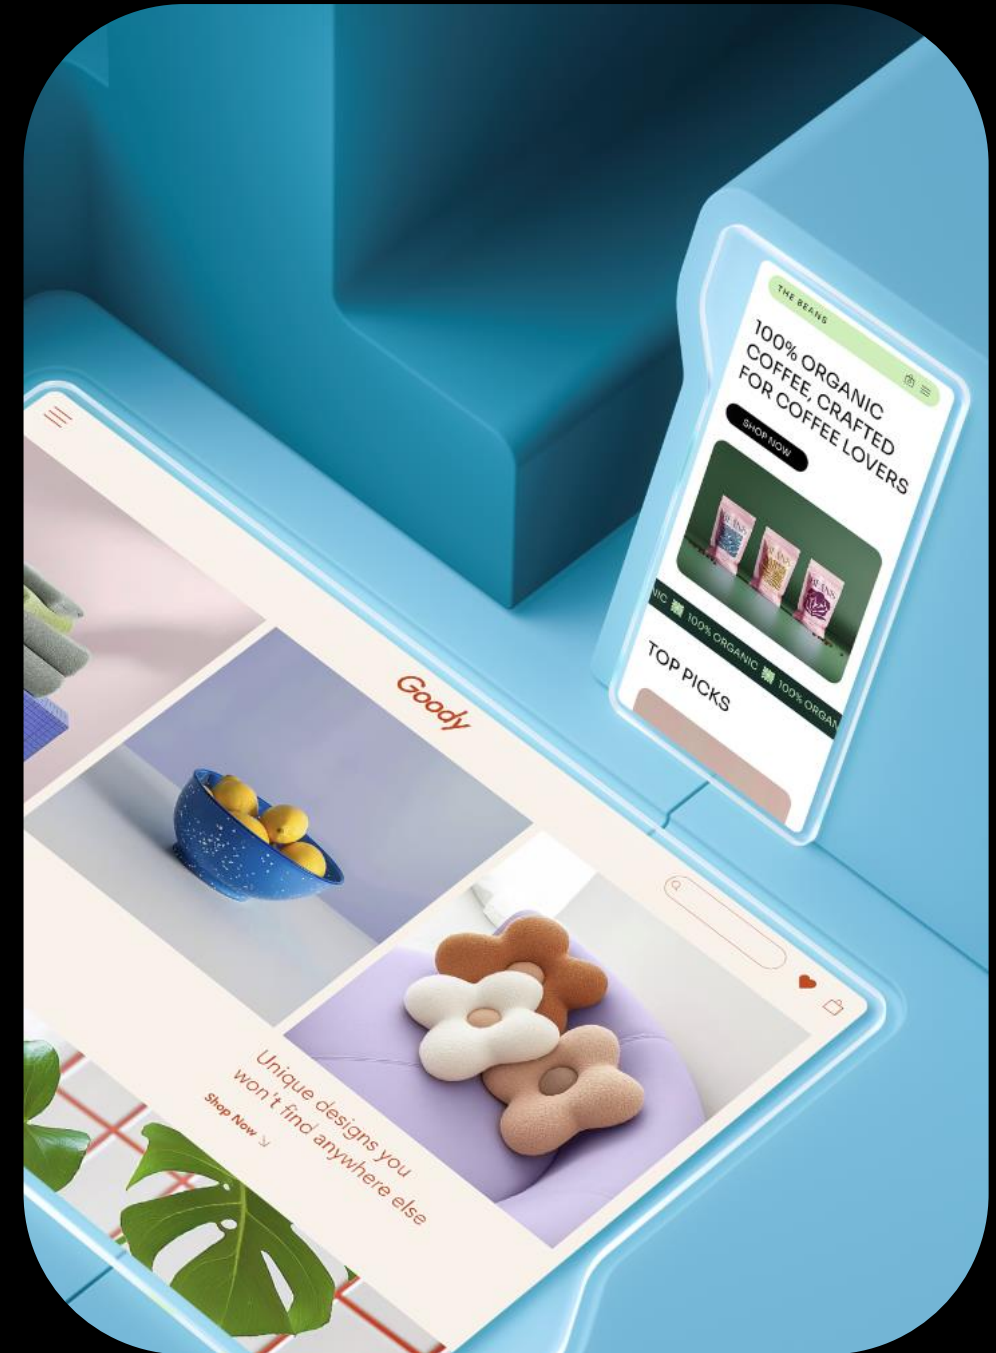 THE BEANS
100% ORGANIC
COFFEE, CRAFTED
FOR COFFEE LOVERS
SHOP NOW
NIC 100% ORGANIC 100% ORGAN
TOP PICKS
Goody
Unique designs you
won't find anywhere else
Shop Now